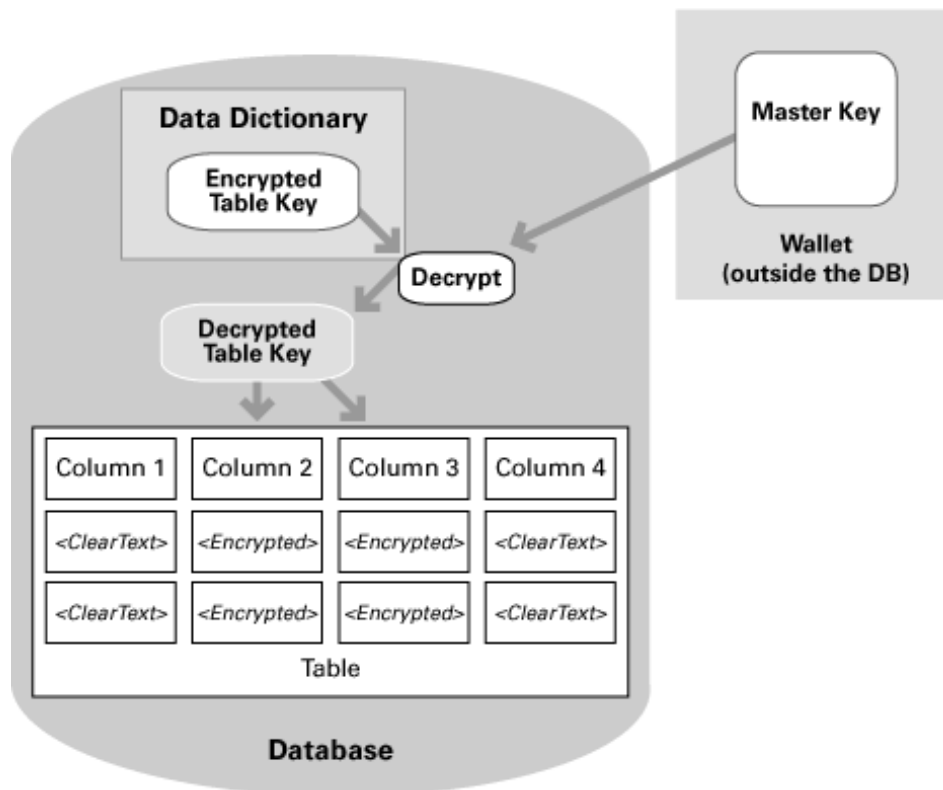 Data Dictionary
Encrypted
Table Key
Master Key
Wallet
(outside the DB)
Decrypt
Decrypted
Table Key
Column 1 Column 2 Column 3 Column 4
<ClearText> <Encrypted> <Encrypted> <ClearText>
<ClearText> <Encrypted> <Encrypted> <ClearText>
Table
Database